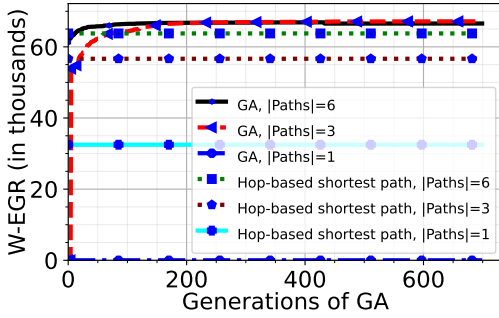 W-EGR (in thousands)
60
40
20
0
0
200
400
600
Generations of GA
GA, |Paths|=6
GA, |Paths|=3
GA, |Paths|=1
Hop-based shortest path, |Paths|=6
Hop-based shortest path, |Paths|=3
Hop-based shortest path, |Paths|=1